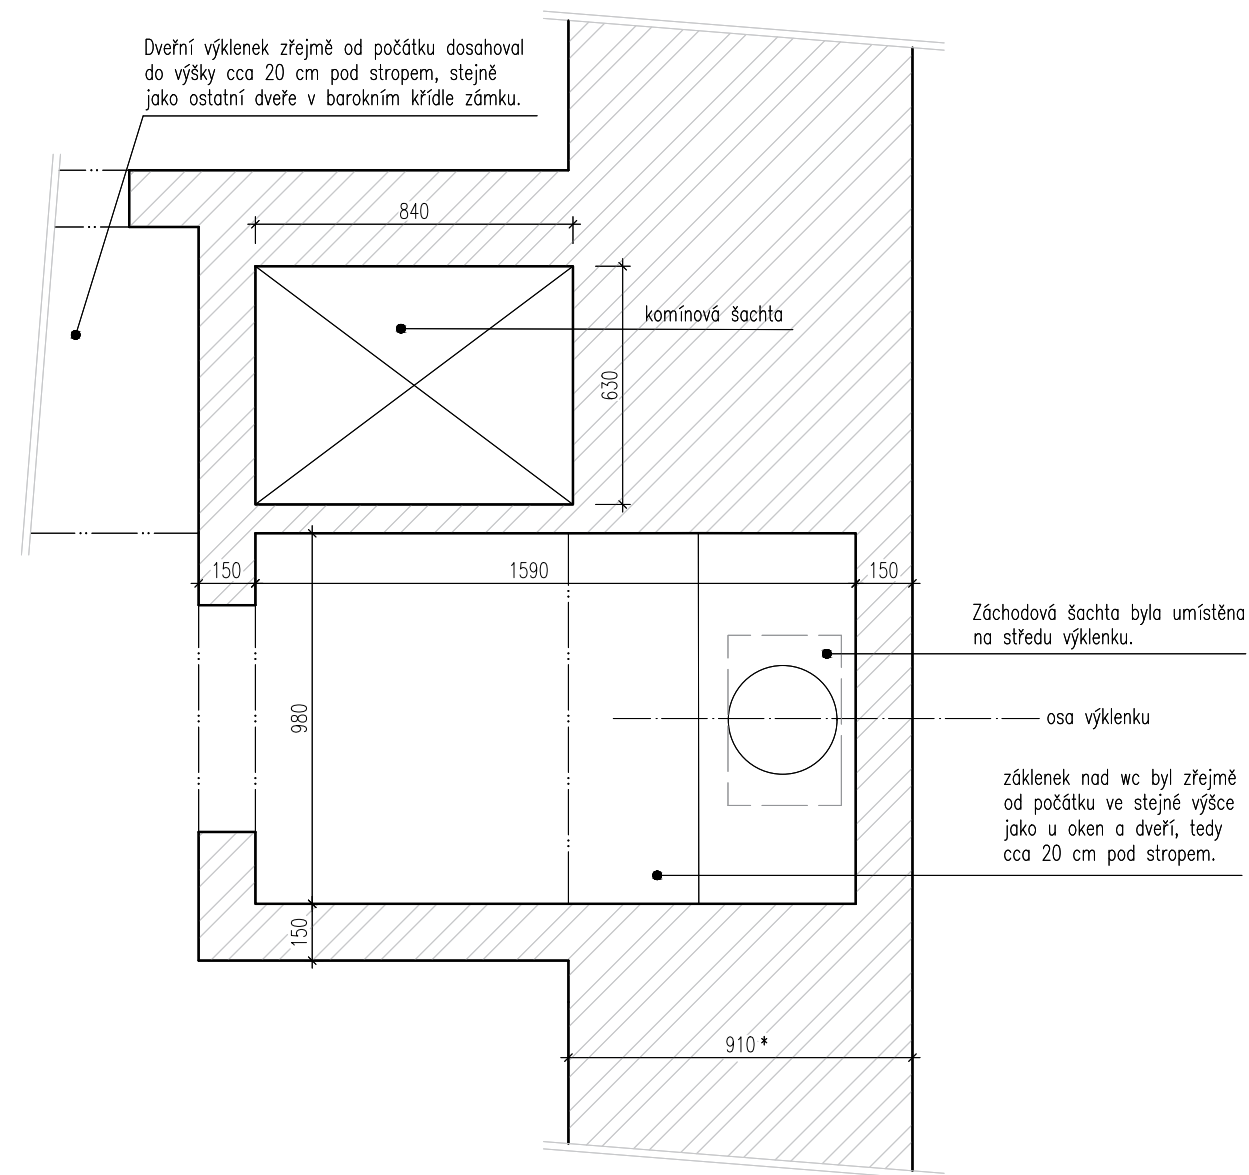 Dveřní výklenek zřejmě od počátku dosahoval
do výšky cca 20 cm pod stropem, stejně
jako ostatní dveře v barokním křídle zámku.
840
komínová šachta
630
150
1590
150
Záchodová šachta byla umístěna
na středu výklenku.
980
osa výklenku
záklenek nad wc byl zřejmě
od počátku ve stejné výšce
jako u oken a dveří, tedy
cca 20 cm pod stropem.
150
910*